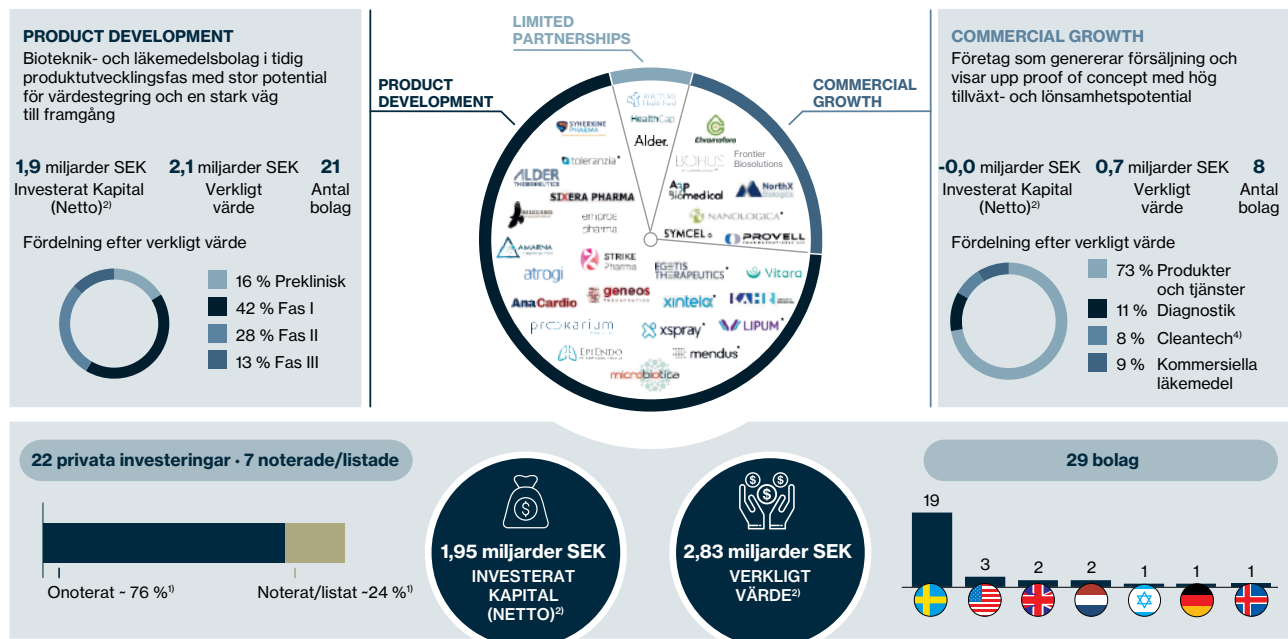 PRODUCT DEVELOPMENT
Bioteknik- och läkemedelsbolag i tidig
produktutvecklingsfas med stor potential
för värdestegring och en stark väg
till framgång
1,9 miljarder SEK
Investerat Kapital
(Netto)2)
2,1 miljarder SEK
Verkligt
värde
21
Antal
bolag
Fördelning efter verkligt värde
16 % Preklinisk
42 % Fas I
28 % Fas II
13 % Fas III
LIMITED
PARTNERSHIPS
PRODUCT
DEVELOPMENT
COMMERCIAL
GROWTH
HealthCap
Alder.
SYNERKINE
PHARMA
toleranzia*
ALDER
THERAPEUTICS
SIXERA PHARMA
BUZZARD
empros
pharma
AMARNA
STRIKE
Pharma
atrogi
EGETIS
THERAPEUTICS*
Vitara
AnaCardio
geneos
THERAPEUTICS
xintela*
KAHR
prokarium
xspray*
LIPUM*
EPIENDO
mendus*
microbiotica
Chromafora
BOHUS
Frontier
Biosolutions
A3P
Biomedical
NorthX
Biologics
NANOLOGICA*
SYMCEL
PROVELL
COMMERCIAL GROWTH
Företag som genererar försäljning och
visar upp proof of concept med hög
tillväxt- och lönsamhetspotential
-0,0 miljarder SEK
Investerat Kapital
(Netto)2)
0,7 miljarder SEK
Verkligt
värde
8
Antal
bolag
Fördelning efter verkligt värde
73 % Produkter
och tjänster
11 % Diagnostik
8 % Cleantech4)
9 % Kommersiella
läkemedel
22 privata investeringar · 7 noterade/listade
Onoterat ~ 76 %1)
Noterat/listat ~24 %1)
1,95 miljarder SEK
INVESTERAT
KAPITAL
(NETTO)2)
2,83 miljarder SEK
VERKLIGT
VÄRDE2)
29 bolag
19
3
2
2
1
1
1